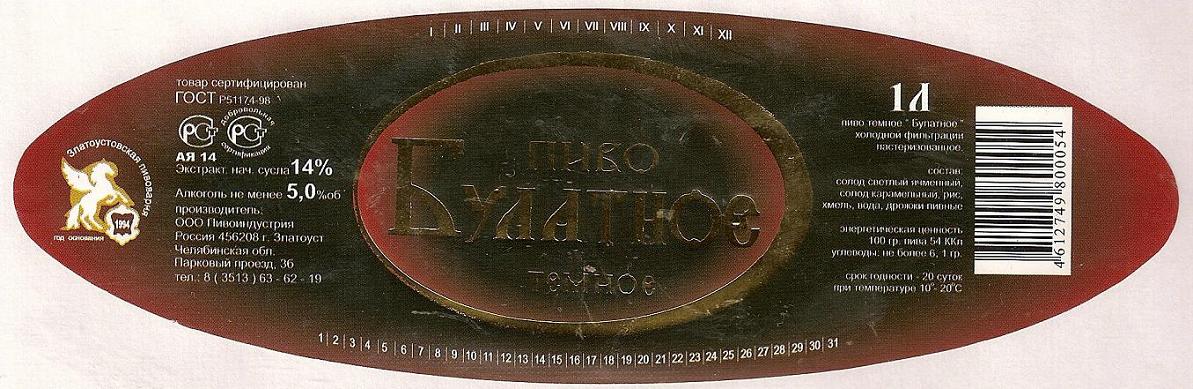 I II III IV V VI VII VIII IX X XI XII
Златоустовская пивоварня
1994
год основания
товар сертифицирован
ГОСТ Р51174-98
РСТ
добровольная
РСТ
сертификация
АЯ 14
Экстракт. нач. сусла 14%
Алкоголь не менее 5,0%об
производитель:
ООО Пивоиндустрия
Россия 456208 г. Златоуст
Челябинская обл.
Парковый проезд, 3б
тел.: 8 ( 3513 ) 63 - 62 - 19
ПИВО
БУЛАТНОЕ
ТЕМНОЕ
1Л
пиво темное " Булатное "
холодной фильтрации
пастеризованное.
состав:
солод светлый ячменный,
солод карамельный, рис,
хмель, вода, дрожжи пивные
энергетическая ценность
100 гр. пива 54 ККл
углеводы: не более 6, 1 гр.
срок годности - 20 суток
при температуре 10°- 20°С
4 612749 800054
1 2 3 4 5 6 7 8 9 10 11 12 13 14 15 16 17 18 19 20 21 22 23 24 25 26 27 28 29 30 31